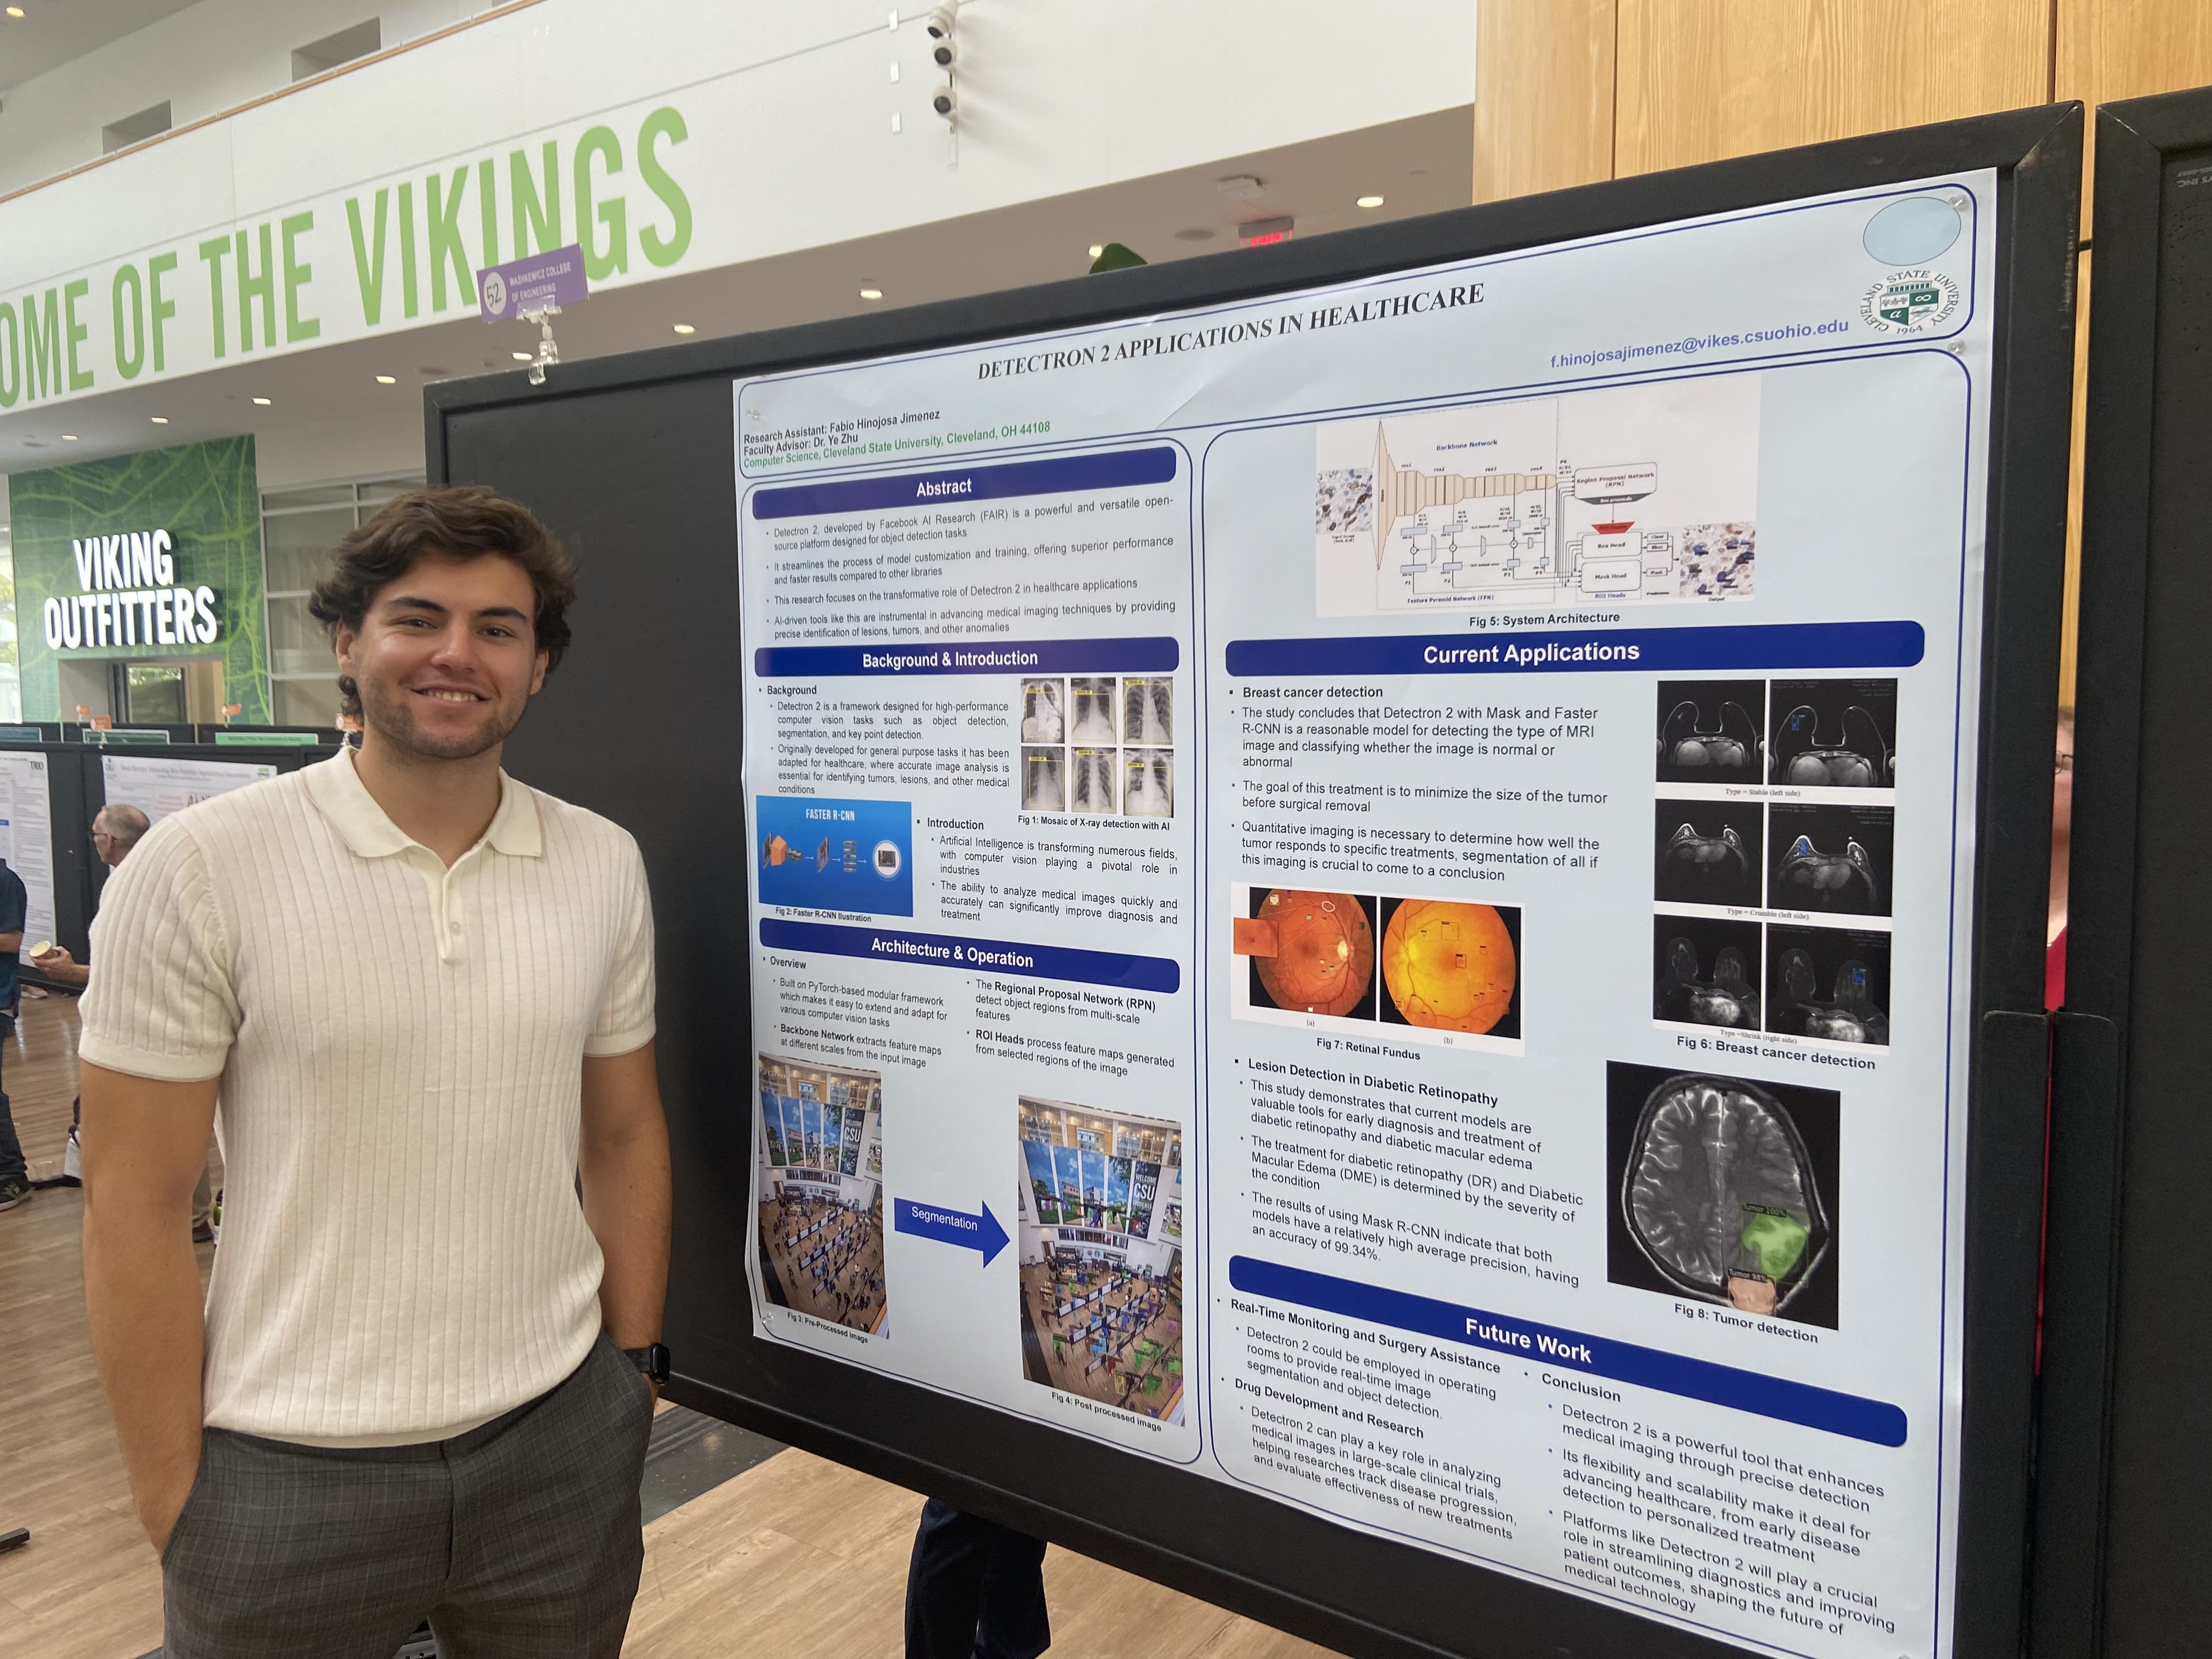 OME OF THE VIKINGS
52
WASHKEWICZ COLLEGE
OF ENGINEERING
VIKING
OUTFITTERS
DETECTRON 2 APPLICATIONS IN HEALTHCARE
f.hinojosajimenez@vikes.csuohio.edu
CLEVELAND STATE UNIVERSITY
1964
Research Assistant: Fabio Hinojosa Jimenez
Faculty Advisor: Dr. Ye Zhu
Computer Science, Cleveland State University, Cleveland, OH 44108
Abstract
• Detectron 2, developed by Facebook AI Research (FAIR) is a powerful and versatile open-
source platform designed for object detection tasks
• It streamlines the process of model customization and training, offering superior performance
and faster results compared to other libraries
• This research focuses on the transformative role of Detectron 2 in healthcare applications
• AI-driven tools like this are instrumental in advancing medical imaging techniques by providing
precise identification of lesions, tumors, and other anomalies
Background & Introduction
• Background
• Detectron 2 is a framework designed for high-performance
computer vision tasks such as object detection,
segmentation, and key point detection.
• Originally developed for general purpose tasks it has been
adapted for healthcare, where accurate image analysis is
essential for identifying tumors, lesions, and other medical
conditions
Fig 1: Mosaic of X-ray detection with AI
FASTER R-CNN
Fig 2: Faster R-CNN Ilustration
▪ Introduction
• Artificial Intelligence is transforming numerous fields,
with computer vision playing a pivotal role in
industries
• The ability to analyze medical images quickly and
accurately can significantly improve diagnosis and
treatment
Architecture & Operation
• Overview
• Built on PyTorch-based modular framework
which makes it easy to extend and adapt for
various computer vision tasks
• Backbone Network extracts feature maps
at different scales from the input image
• The Regional Proposal Network (RPN)
detect object regions from multi-scale
features
• ROI Heads process feature maps generated
from selected regions of the image
CSU
Segmentation
WELCOME
CSU
Fig 3: Pre-Processed image
Fig 4: Post processed image
Backbone Network
Region Proposal Network
(RPN)
Box Head
Mask Head
ROI Heads
Feature Pyramid Network (FPN)
Fig 5: System Architecture
Current Applications
▪ Breast cancer detection
• The study concludes that Detectron 2 with Mask and Faster
R-CNN is a reasonable model for detecting the type of MRI
image and classifying whether the image is normal or
abnormal
• The goal of this treatment is to minimize the size of the tumor
before surgical removal
• Quantitative imaging is necessary to determine how well the
tumor responds to specific treatments, segmentation of all if
this imaging is crucial to come to a conclusion
Type = Stable (left side)
Type = Crumble (left side)
Type =Shrink (right side)
Fig 6: Breast cancer detection
(a)
(b)
Fig 7: Retinal Fundus
▪ Lesion Detection in Diabetic Retinopathy
• This study demonstrates that current models are
valuable tools for early diagnosis and treatment of
diabetic retinopathy and diabetic macular edema
• The treatment for diabetic retinopathy (DR) and Diabetic
Macular Edema (DME) is determined by the severity of
the condition
• The results of using Mask R-CNN indicate that both
models have a relatively high average precision, having
an accuracy of 99.34%.
Tumor 100%
Tumor 98%
Fig 8: Tumor detection
Future Work
• Real-Time Monitoring and Surgery Assistance
• Detectron 2 could be employed in operating
rooms to provide real-time image
segmentation and object detection.
• Drug Development and Research
• Detectron 2 can play a key role in analyzing
medical images in large-scale clinical trials,
helping researches track disease progression,
and evaluate effectiveness of new treatments
• Conclusion
• Detectron 2 is a powerful tool that enhances
medical imaging through precise detection
• Its flexibility and scalability make it deal for
advancing healthcare, from early disease
detection to personalized treatment
• Platforms like Detectron 2 will play a crucial
role in streamlining diagnostics and improving
patient outcomes, shaping the future of
medical technology